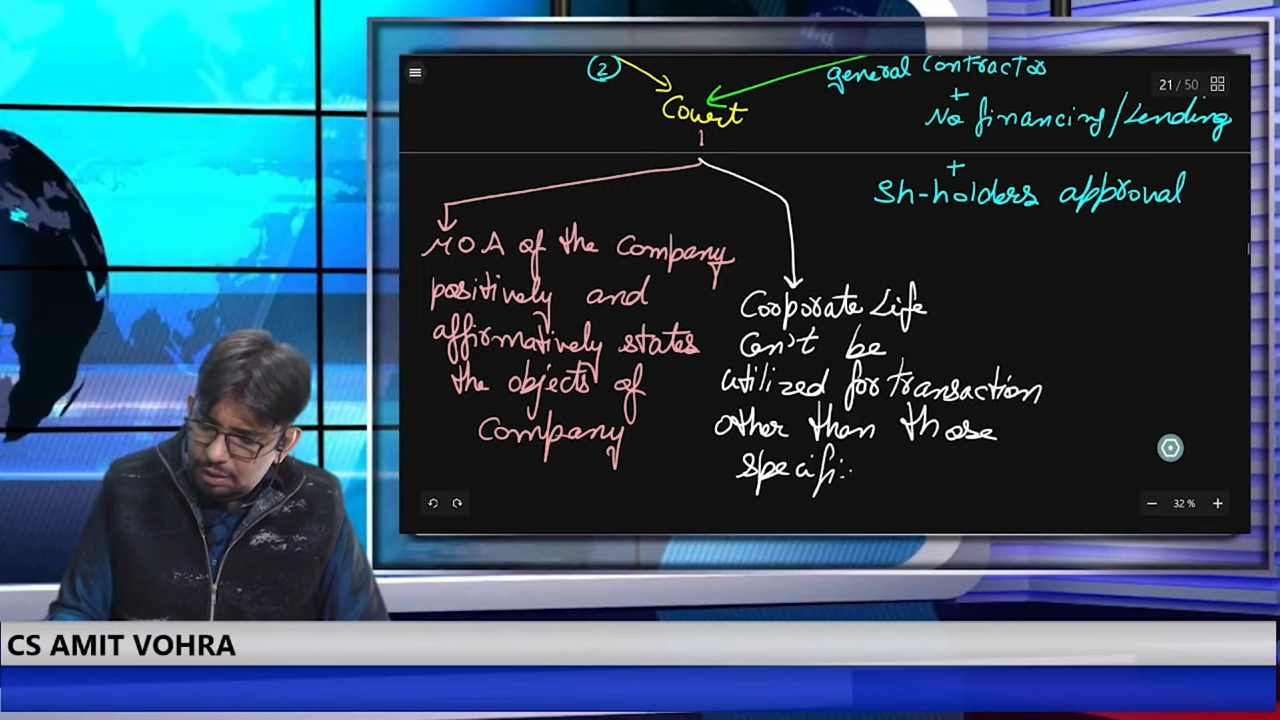 2
general Contractor
21 / 50
Court
+
No financing/Lending
+
Sh-holders approval
MOA of the Company
positively and
affirmatively states
the objects of
Company
Corporate Life
Can't be
utilized for transaction
other than those
specifi
32 %
CS AMIT VOHRA